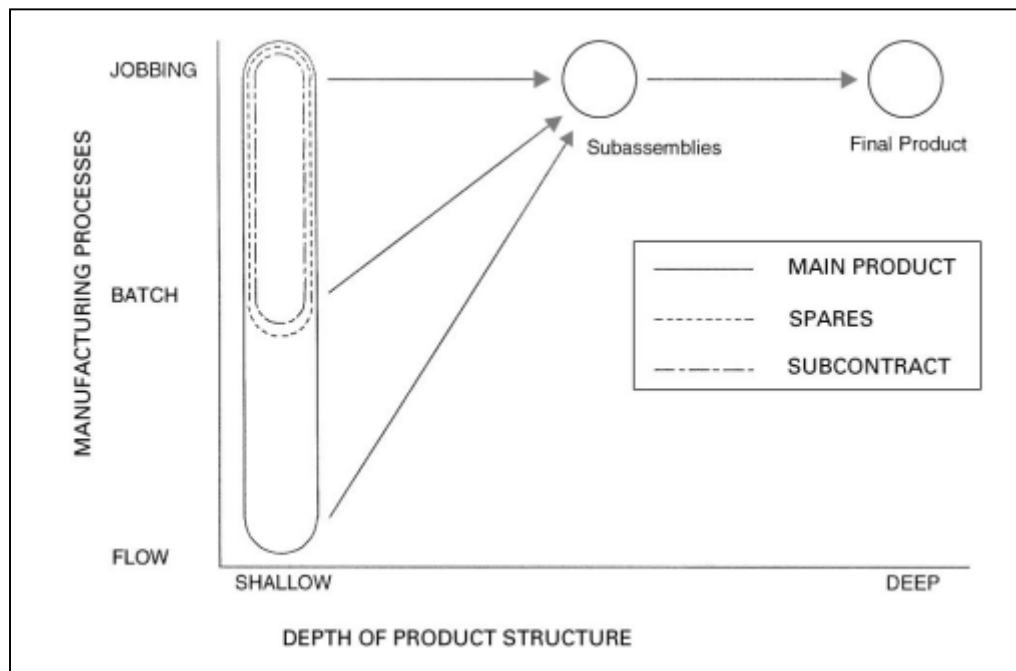 JOBBING
Subassemblies
Final Product
MANUFACTURING PROCESSES
MAIN PRODUCT
BATCH
SPARES
SUBCONTRACT
FLOW
SHALLOW
DEEP
DEPTH OF PRODUCT STRUCTURE